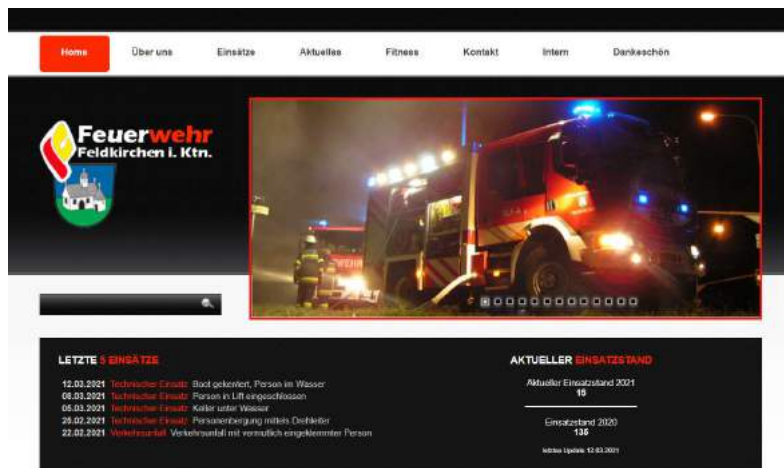 Home Über uns Einsätze Aktuelles Fitness Kontakt Intern Dankeschön
Feuerwehr
Feldkirchen i. Ktn.
LETZTE 5 EINSÄTZE
12.03.2021 Technischer Einsatz Boot gekentert, Person im Wasser
08.03.2021 Technischer Einsatz Person in Lift eingeschlossen
05.03.2021 Technischer Einsatz Keller unter Wasser
26.02.2021 Technischer Einsatz Personenbergung mittels Drehleiter
22.02.2021 Verkehrsunfall Verkehrsunfall mit vermutlich eingeklemmter Person
AKTUELLER EINSATZSTAND
Aktueller Einsatzstand 2021
15
Einsatzstand 2020
135
letztes Update 12.03.2021